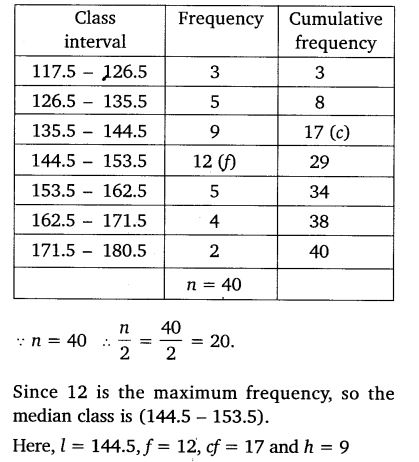 Class interval | Frequency | Cumulative frequency
117.5 – 126.5 | 3 | 3
126.5 – 135.5 | 5 | 8
135.5 – 144.5 | 9 | 17 (c)
144.5 – 153.5 | 12 (f) | 29
153.5 – 162.5 | 5 | 34
162.5 – 171.5 | 4 | 38
171.5 – 180.5 | 2 | 40
n = 40
∵ n = 40 ∴ n/2 = 40/2 = 20.
Since 12 is the maximum frequency, so the
median class is (144.5 – 153.5).
Here, l = 144.5, f = 12, cf = 17 and h = 9